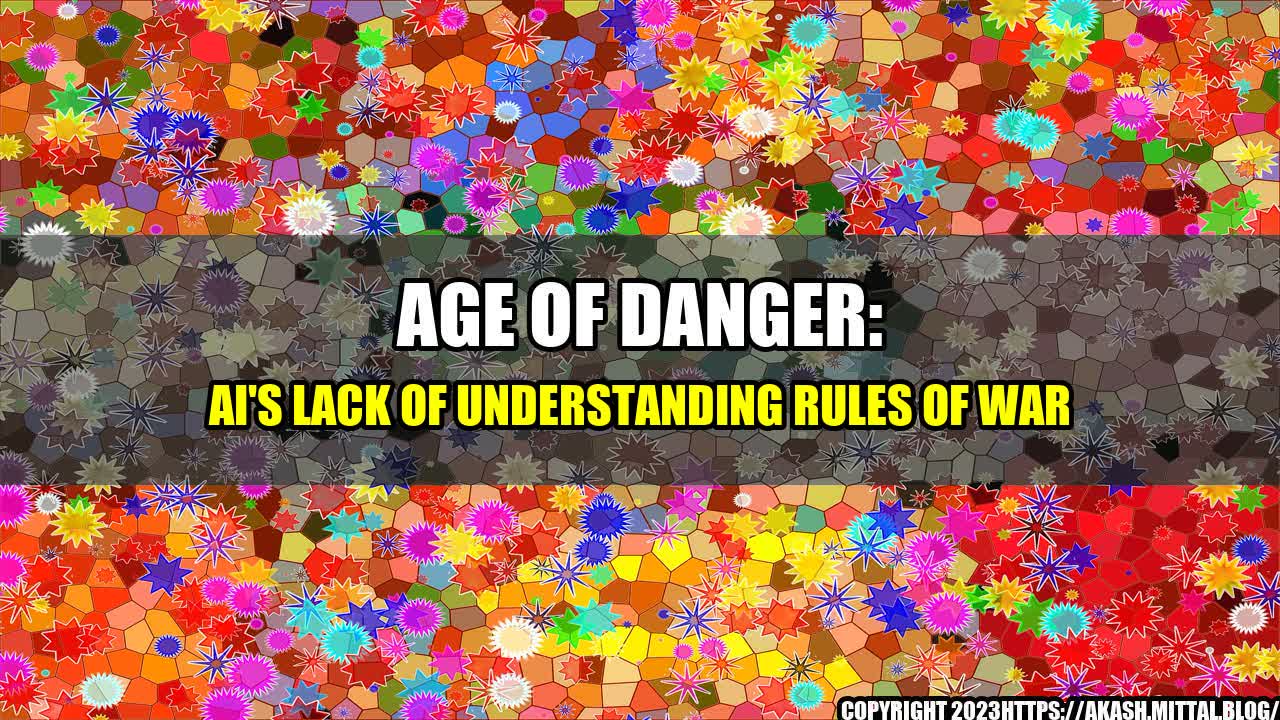 AGE OF DANGER:
AI'S LACK OF UNDERSTANDING RULES OF WAR
COPYRIGHT 2023HTTPS://AKASH.MITTAL.BLOG/